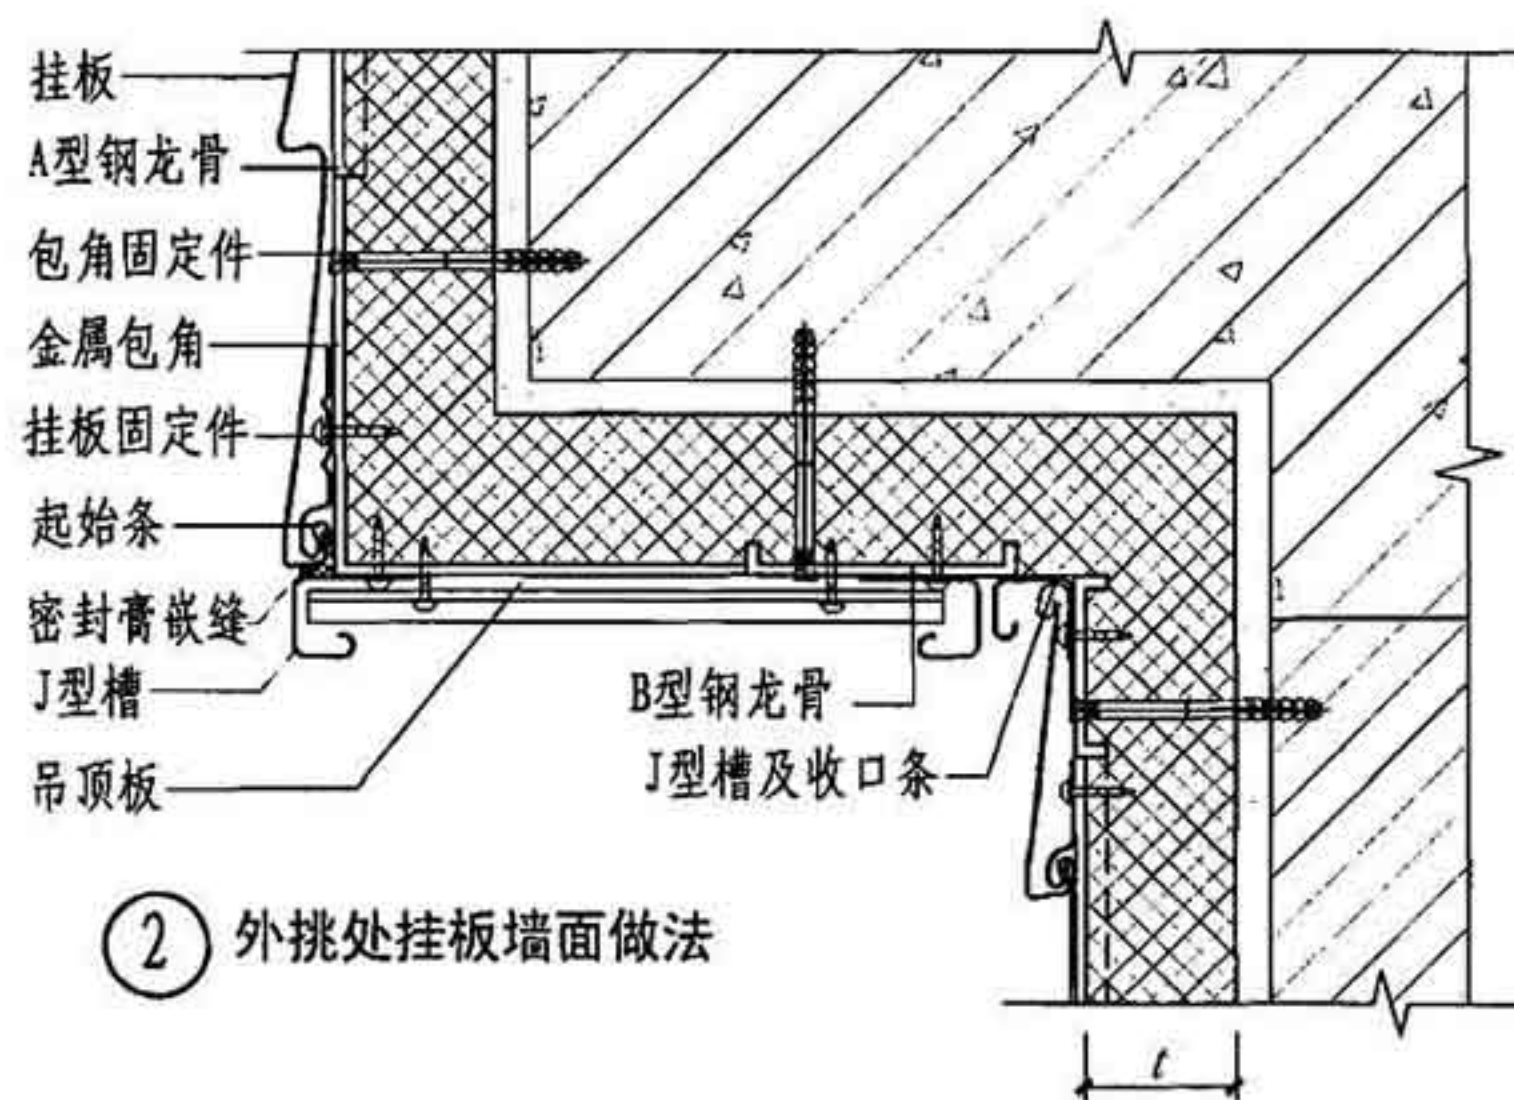 挂板
A型钢龙骨
包角固定件
金属包角
挂板固定件
起始条
密封膏嵌缝
J型槽
吊顶板
B型钢龙骨
J型槽及收口条
2 外挑处挂板墙面做法
t